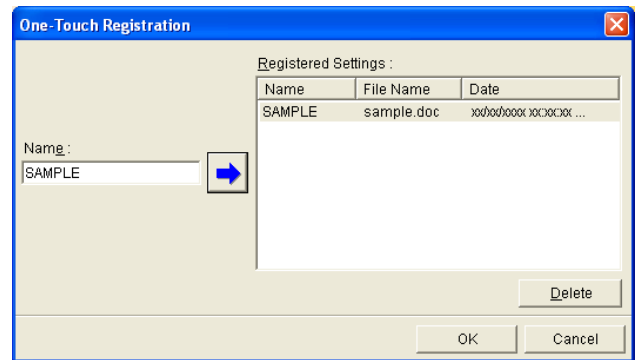 One-Touch Registration
Registered Settings :
Name File Name Date
SAMPLE sample.doc xx/xx/xxxx xx:xx:xx ...
Name :
SAMPLE
Delete
OK Cancel